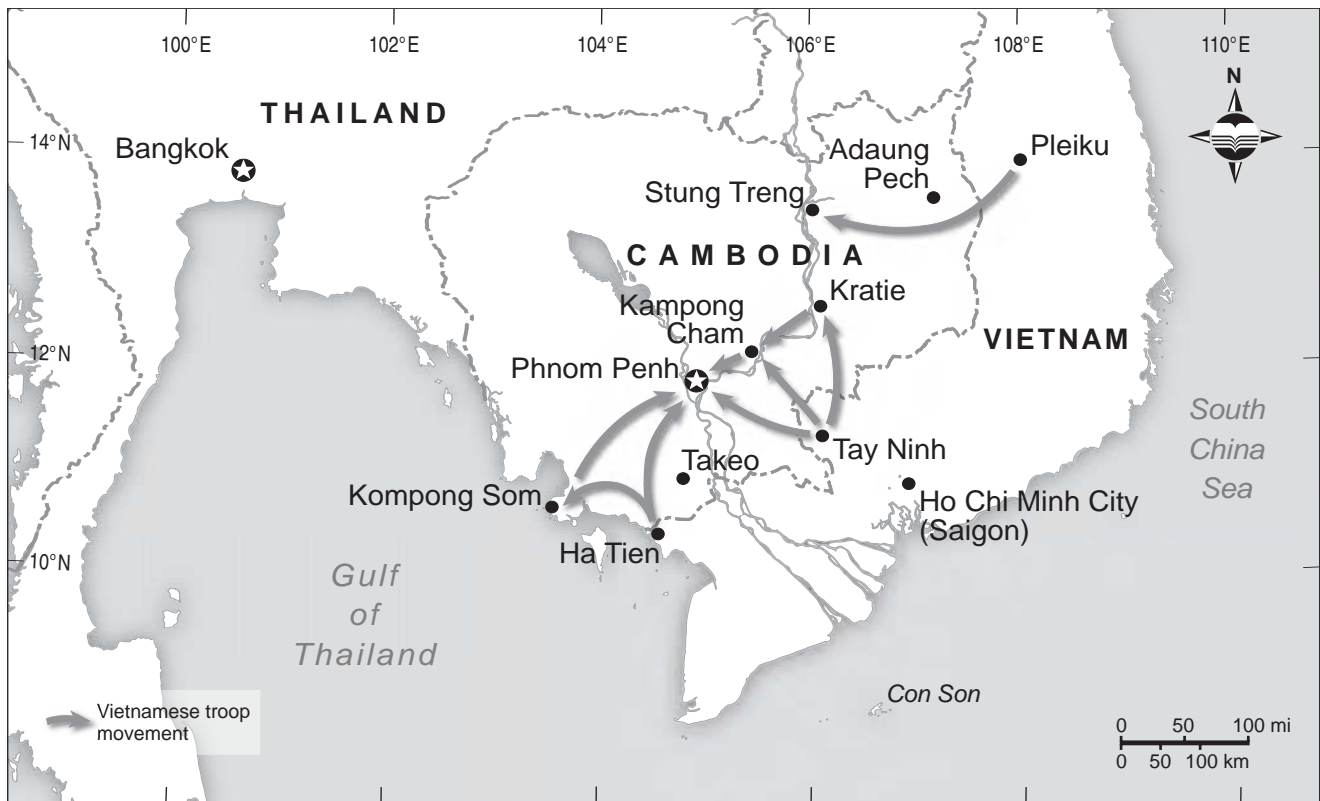 100°E
102°E
104°E
106°E
108°E
110°E
N
THAILAND
14°N
Bangkok
Adaung
Pech
Pleiku
Stung Treng
CAMBODIA
Kratie
Kampong
Cham
VIETNAM
12°N
Phnom Penh
South
China
Sea
Tay Ninh
Takeo
Kompong Som
Ho Chi Minh City
(Saigon)
Ha Tien
10°N
Gulf
of
Thailand
Con Son
Vietnamese troop
movement
0 50 100 mi
0 50 100 km